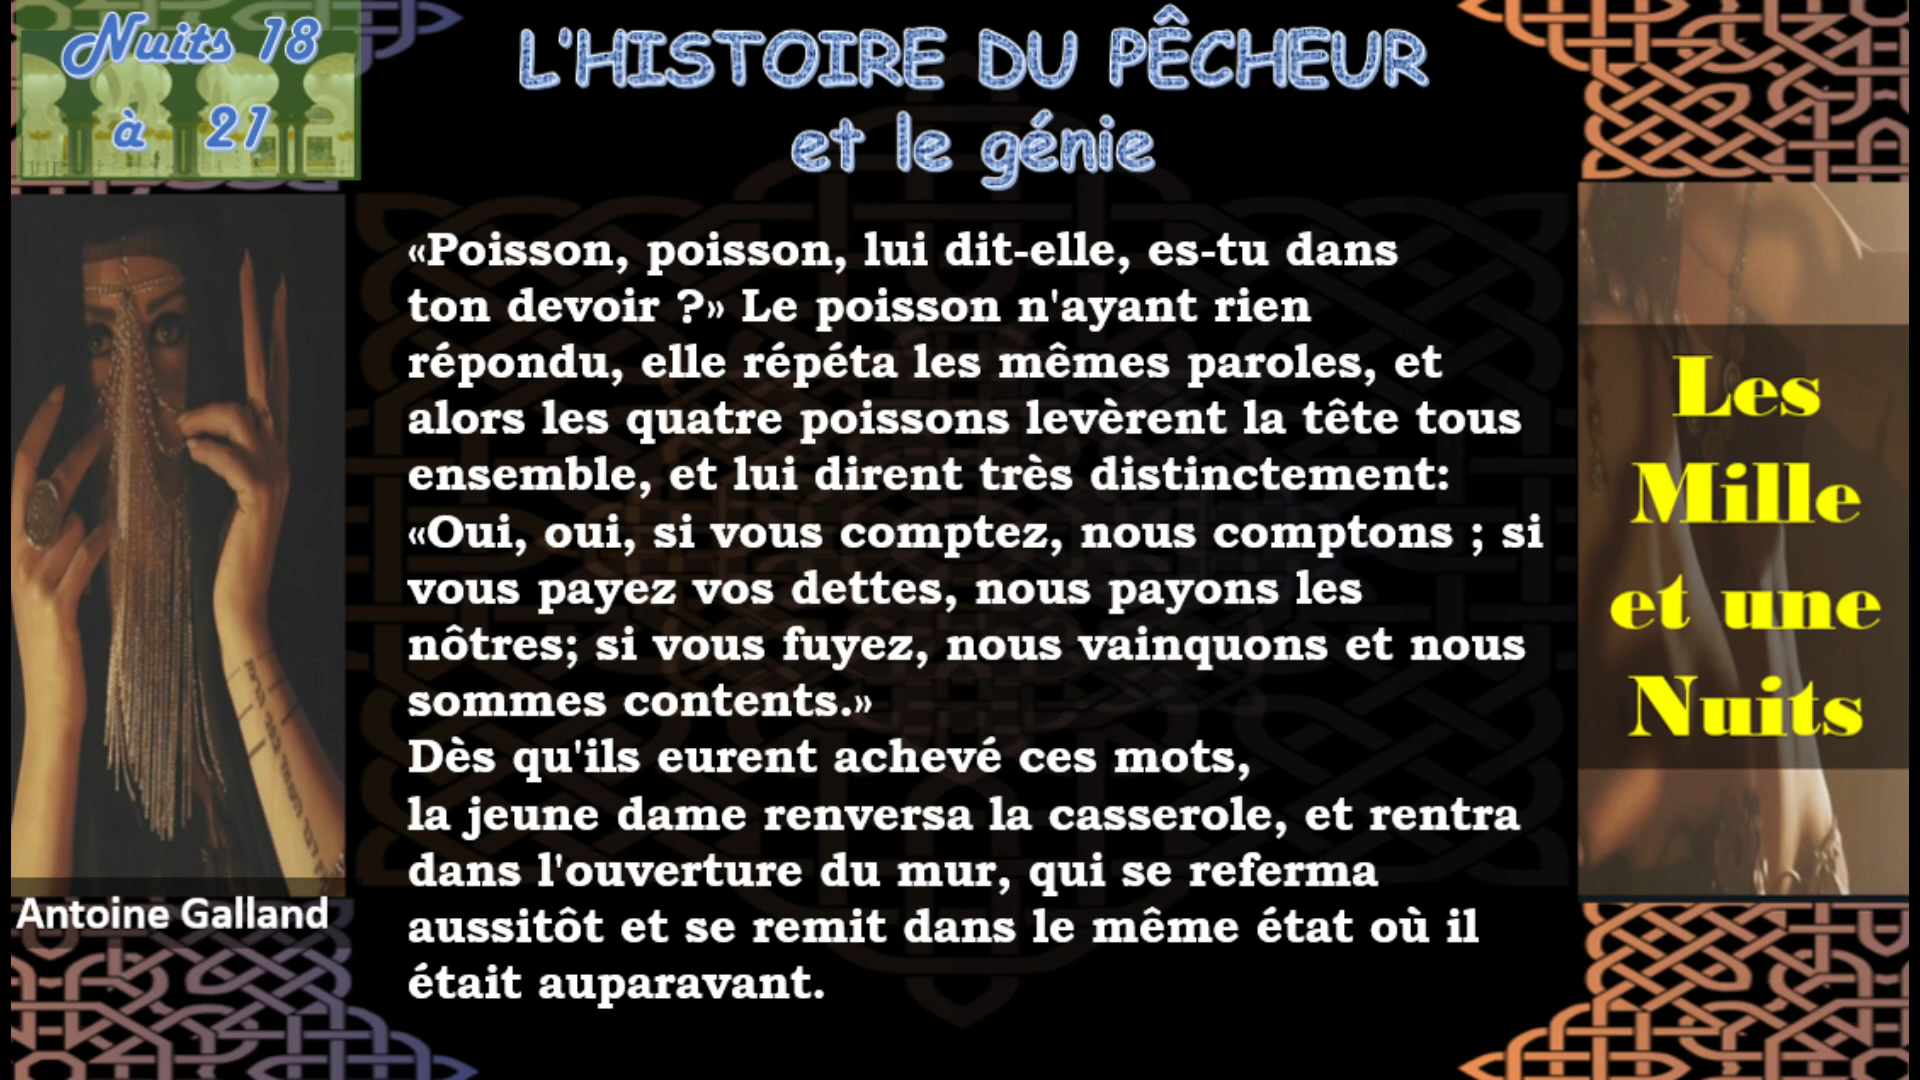 Nuits 18
à 21
L'HISTOIRE DU PÊCHEUR
et le génie
«Poisson, poisson, lui dit-elle, es-tu dans
ton devoir ?» Le poisson n'ayant rien
répondu, elle répéta les mêmes paroles, et
alors les quatre poissons levèrent la tête tous
ensemble, et lui dirent très distinctement:
«Oui, oui, si vous comptez, nous comptons ; si
vous payez vos dettes, nous payons les
nôtres; si vous fuyez, nous vainquons et nous
sommes contents.»
Dès qu'ils eurent achevé ces mots,
la jeune dame renversa la casserole, et rentra
dans l'ouverture du mur, qui se referma
aussitôt et se remit dans le même état où il
était auparavant.
Antoine Galland
Les
Mille
et une
Nuits